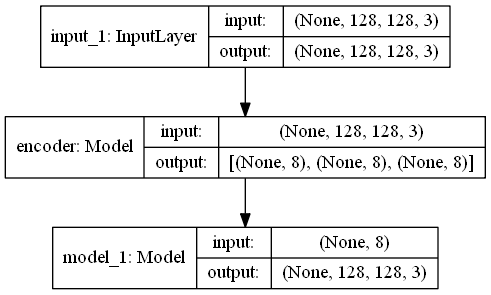 input_1: InputLayer input: (None, 128, 128, 3)
output: (None, 128, 128, 3)
encoder: Model input: (None, 128, 128, 3)
output: [(None, 8), (None, 8), (None, 8)]
model_1: Model input: (None, 8)
output: (None, 128, 128, 3)